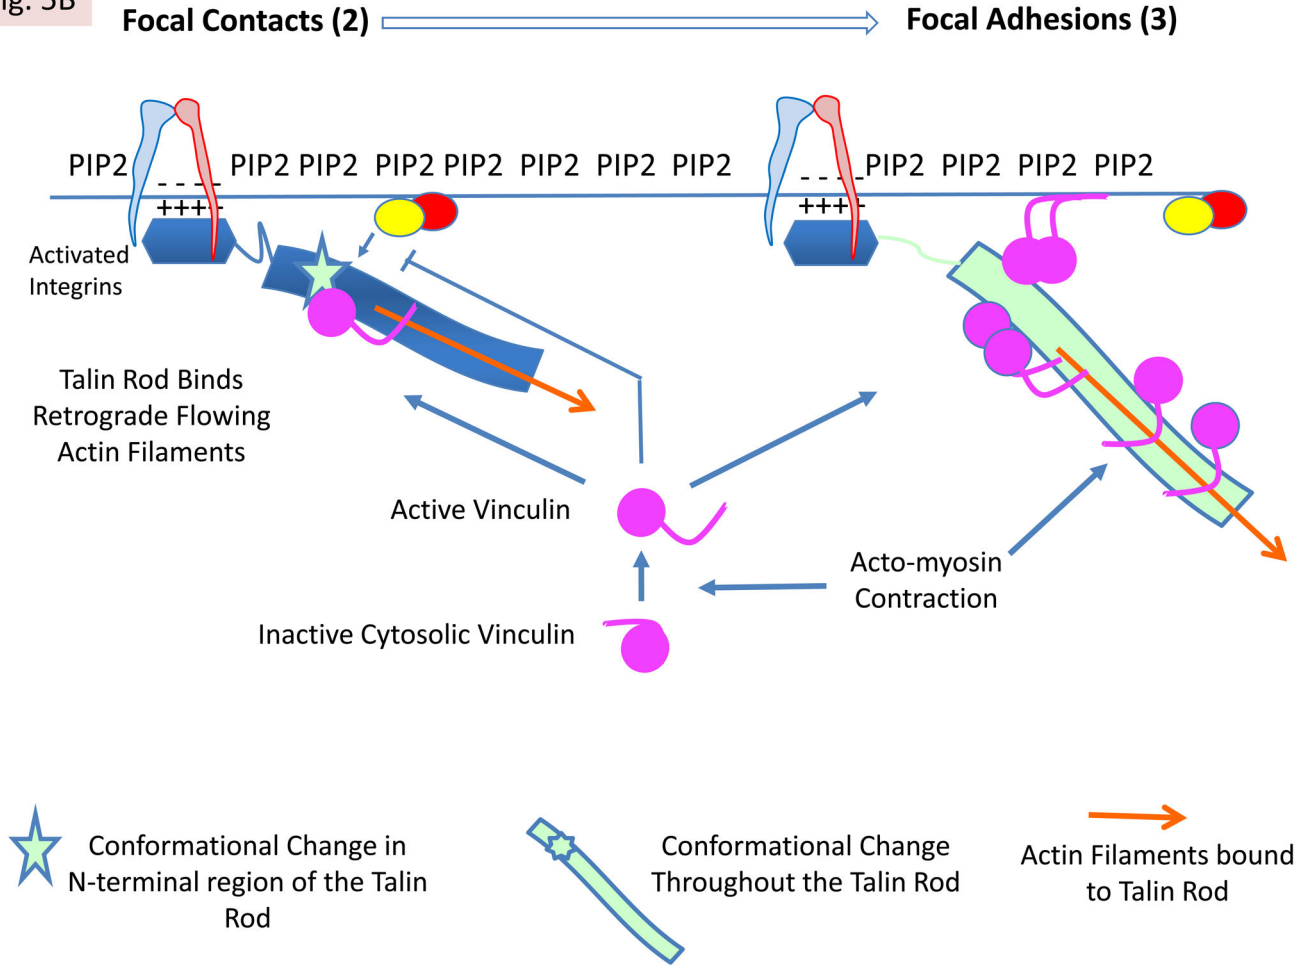 ig. 5B
Focal Contacts (2)
Focal Adhesions (3)
PIP2 PIP2 PIP2 PIP2 PIP2 PIP2 PIP2 PIP2 PIP2 PIP2 PIP2 PIP2
- - - - - - - -
++++ ++++
Activated
Integrins
Talin Rod Binds
Retrograde Flowing
Actin Filaments
Active Vinculin
Acto-myosin
Contraction
Inactive Cytosolic Vinculin
Conformational Change in
N-terminal region of the Talin
Rod
Conformational Change
Throughout the Talin Rod
Actin Filaments bound
to Talin Rod